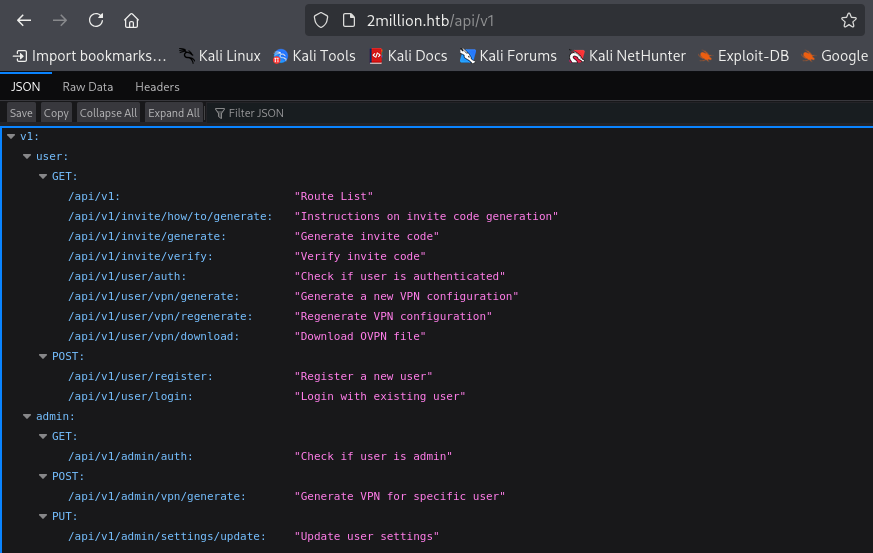 2million.htb/api/v1
Import bookmarks… Kali Linux Kali Tools Kali Docs Kali Forums Kali NetHunter Exploit-DB Google
JSON Raw Data Headers
Save Copy Collapse All Expand All Filter JSON
v1:
user:
GET:
/api/v1: "Route List"
/api/v1/invite/how/to/generate: "Instructions on invite code generation"
/api/v1/invite/generate: "Generate invite code"
/api/v1/invite/verify: "Verify invite code"
/api/v1/user/auth: "Check if user is authenticated"
/api/v1/user/vpn/generate: "Generate a new VPN configuration"
/api/v1/user/vpn/regenerate: "Regenerate VPN configuration"
/api/v1/user/vpn/download: "Download OVPN file"
POST:
/api/v1/user/register: "Register a new user"
/api/v1/user/login: "Login with existing user"
admin:
GET:
/api/v1/admin/auth: "Check if user is admin"
POST:
/api/v1/admin/vpn/generate: "Generate VPN for specific user"
PUT:
/api/v1/admin/settings/update: "Update user settings"